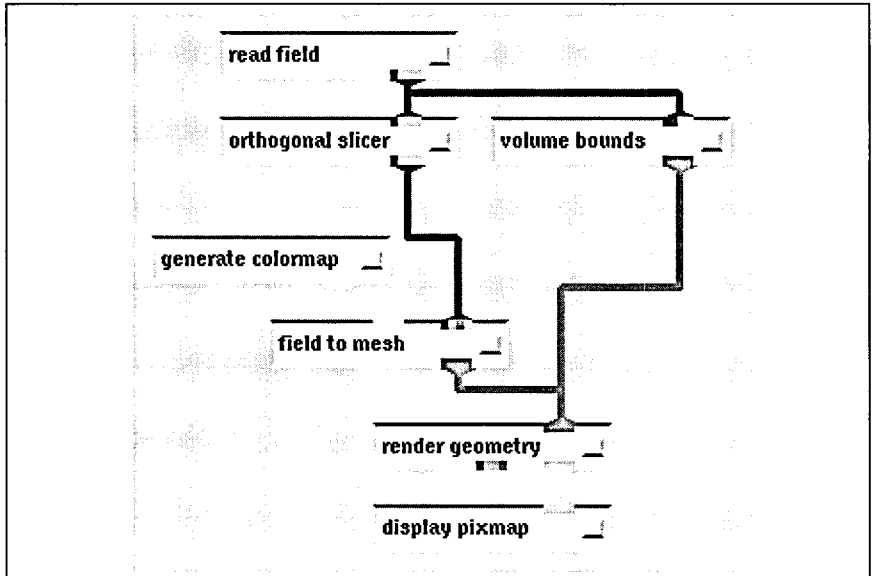 read field
orthogonal slicer
volume bounds
generate colormap
field to mesh
render geometry
display pixmap